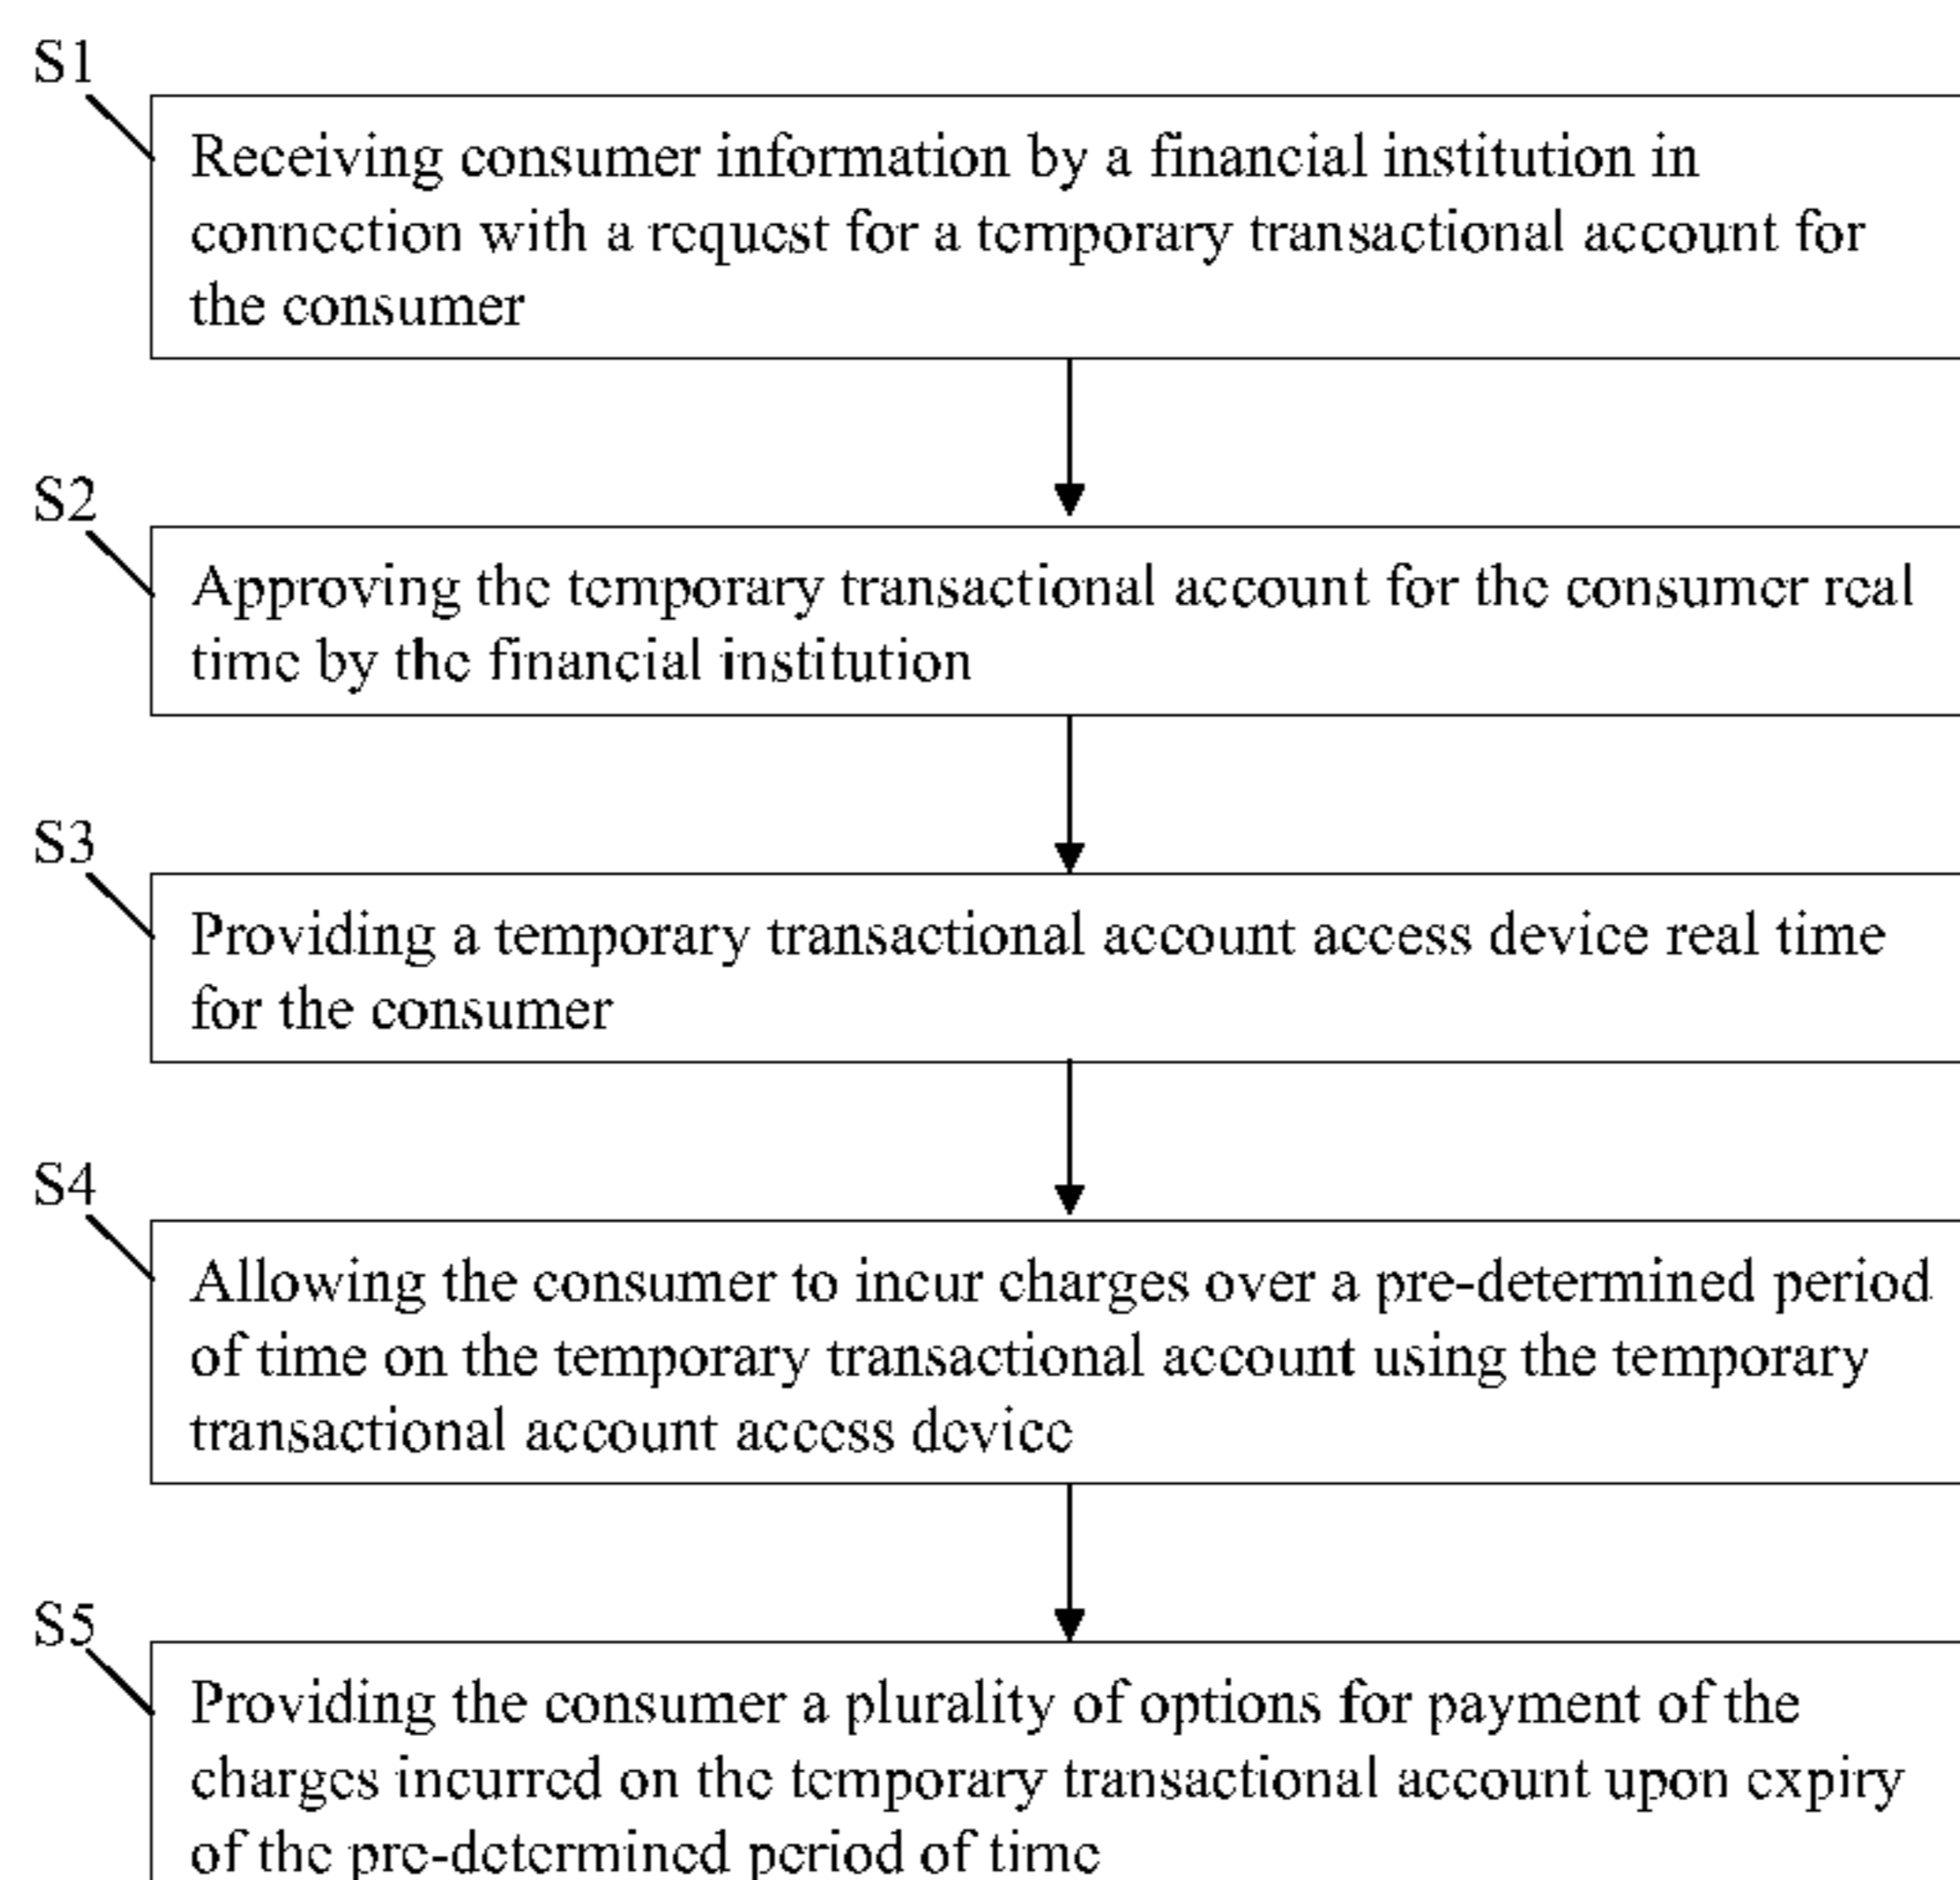 S1
Receiving consumer information by a financial institution in
connection with a request for a temporary transactional account for
the consumer
S2
Approving the temporary transactional account for the consumer real
time by the financial institution
S3
Providing a temporary transactional account access device real time
for the consumer
S4
Allowing the consumer to incur charges over a pre-determined period
of time on the temporary transactional account using the temporary
transactional account access device
S5
Providing the consumer a plurality of options for payment of the
charges incurred on the temporary transactional account upon expiry
of the pre-determined period of time